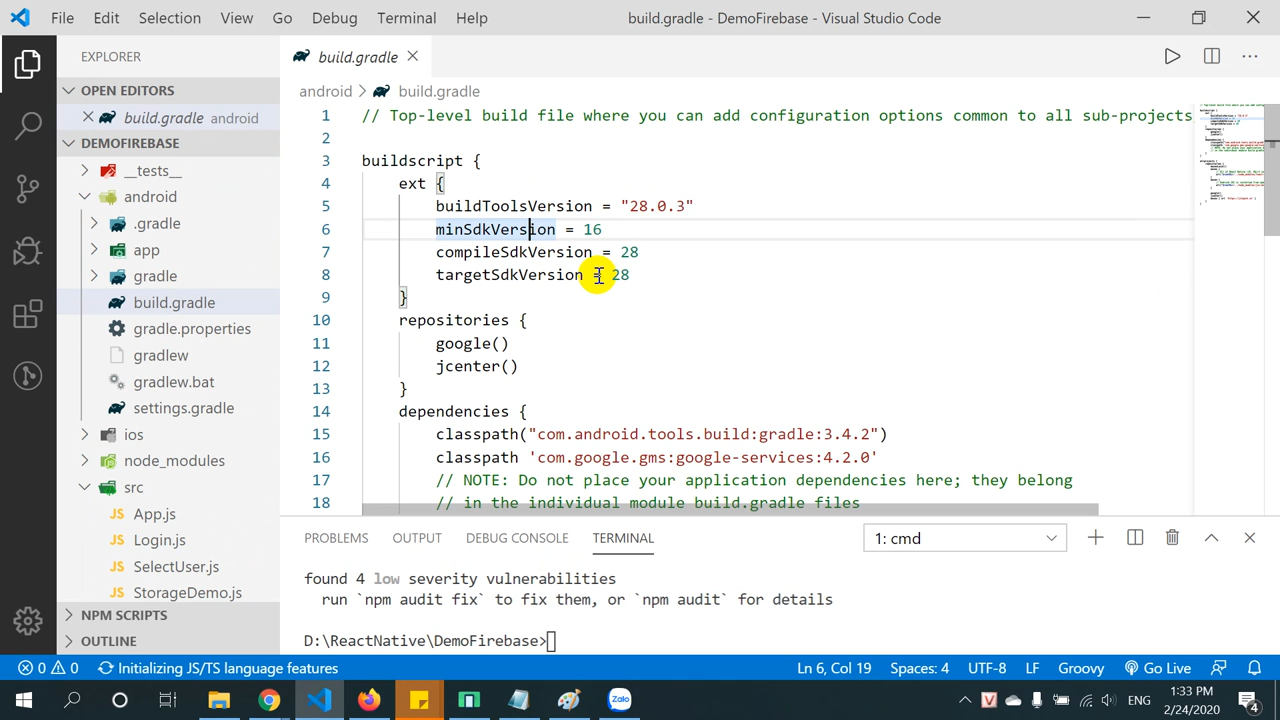 File Edit Selection View Go Debug Terminal Help build.gradle - DemoFirebase - Visual Studio Code
EXPLORER
OPEN EDITORS
build.gradle android
DEMOFIREBASE
__tests__
android
.gradle
app
gradle
build.gradle
gradle.properties
gradlew
gradlew.bat
settings.gradle
ios
node_modules
src
JS App.js
JS Login.js
JS SelectUser.js
JS StorageDemo.js
NPM SCRIPTS
OUTLINE
build.gradle
android > build.gradle
1 // Top-level build file where you can add configuration options common to all sub-projects
2
3 buildscript {
4 ext {
5 buildToolsVersion = "28.0.3"
6 minSdkVersion = 16
7 compileSdkVersion = 28
8 targetSdkVersion = 28
9 }
10 repositories {
11 google()
12 jcenter()
13 }
14 dependencies {
15 classpath("com.android.tools.build:gradle:3.4.2")
16 classpath 'com.google.gms:google-services:4.2.0'
17 // NOTE: Do not place your application dependencies here; they belong
18 // in the individual module build.gradle files
PROBLEMS OUTPUT DEBUG CONSOLE TERMINAL 1: cmd
found 4 low severity vulnerabilities
run `npm audit fix` to fix them, or `npm audit` for details
D:\ReactNative\DemoFirebase>
0 0 Initializing JS/TS language features Ln 6, Col 19 Spaces: 4 UTF-8 LF Groovy Go Live
Zalo ENG 1:33 PM
2/24/2020 4